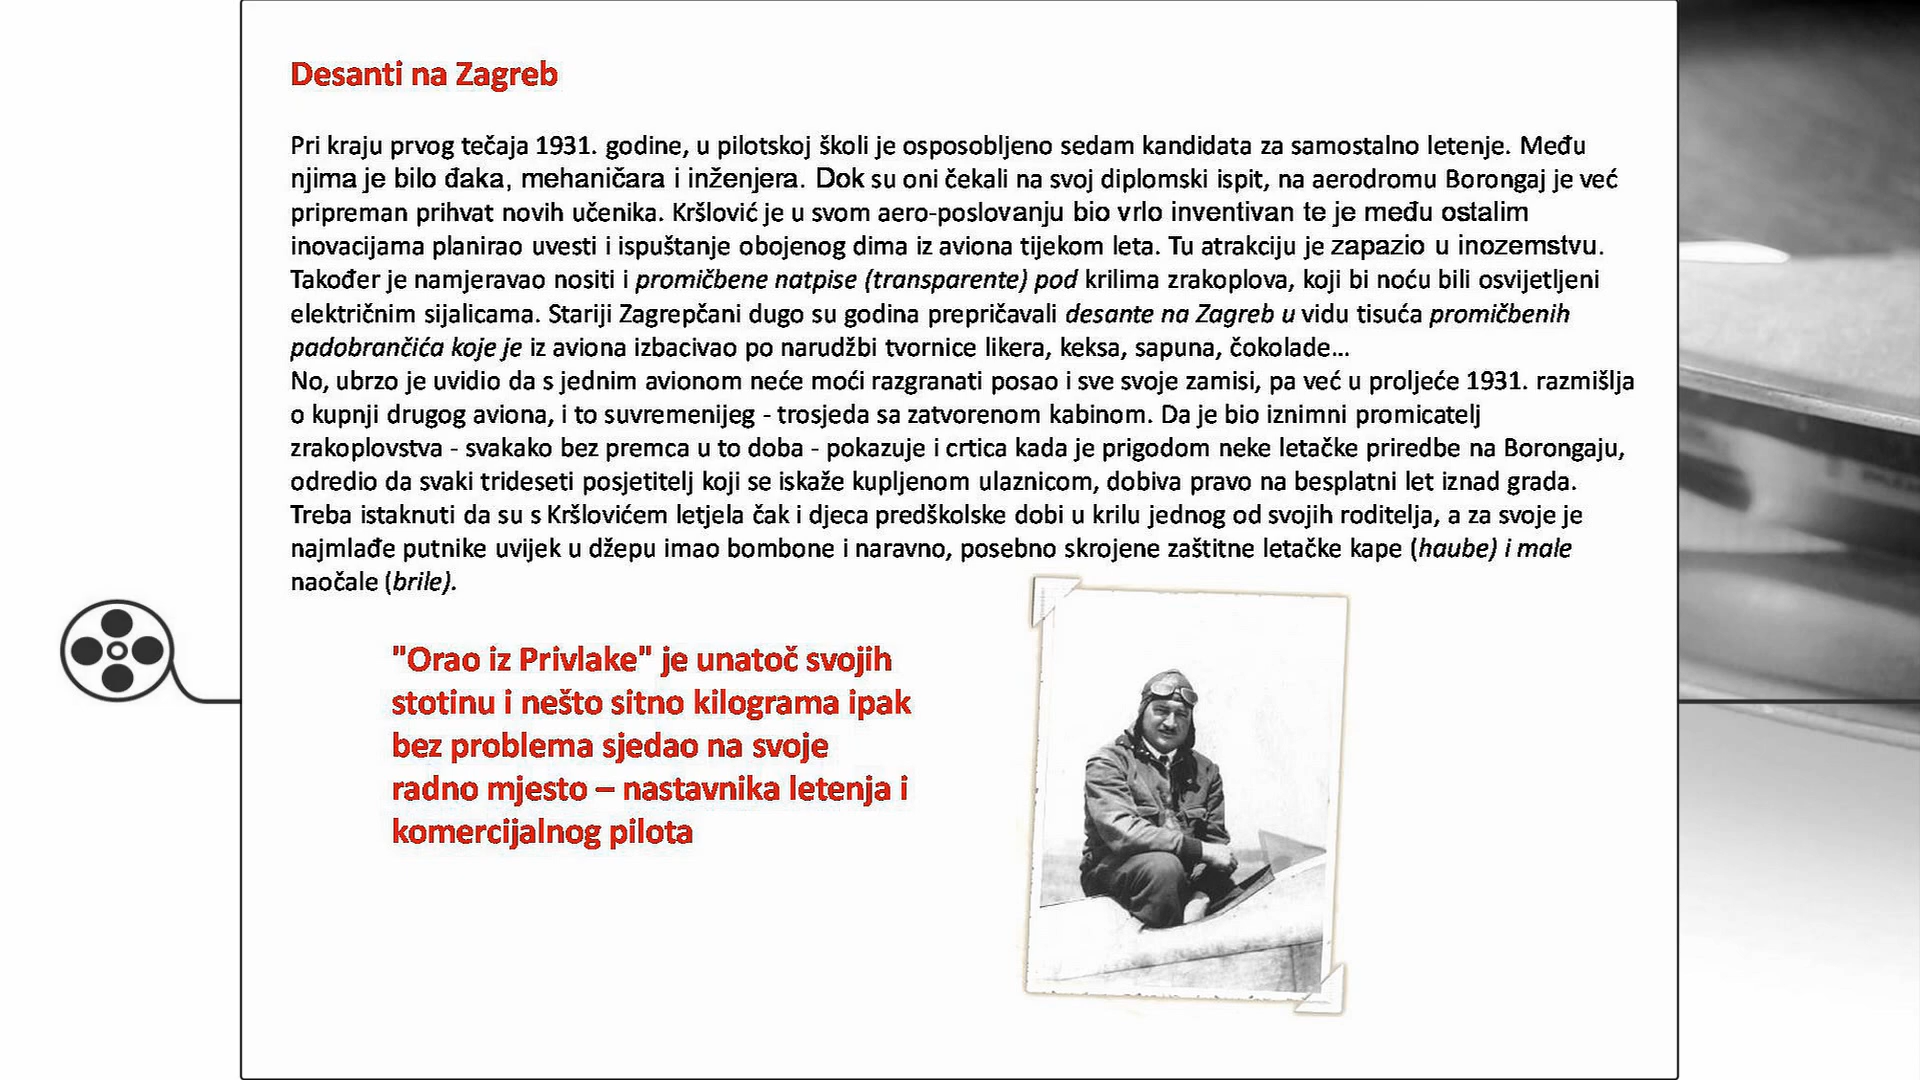 Desanti na Zagreb
Pri kraju prvog tečaja 1931. godine, u pilotskoj školi je osposobljeno sedam kandidata za samostalno letenje. Među
njima je bilo đaka, mehaničara i inženjera. Dok su oni čekali na svoj diplomski ispit, na aerodromu Borongaj je već
pripreman prihvat novih učenika. Kršlović je u svom aero-poslovanju bio vrlo inventivan te je među ostalim
inovacijama planirao uvesti i ispuštanje obojenog dima iz aviona tijekom leta. Tu atrakciju je zapazio u inozemstvu.
Također je namjeravao nositi i promičbene natpise (transparente) pod krilima zrakoplova, koji bi noću bili osvijetljeni
električnim sijalicama. Stariji Zagrepčani dugo su godina prepričavali desante na Zagreb u vidu tisuća promičbenih
padobrančića koje je iz aviona izbacivao po narudžbi tvornice likera, keksa, sapuna, čokolade...
No, ubrzo je uvidio da s jednim avionom neće moći razgranati posao i sve svoje zamisi, pa već u proljeće 1931. razmišlja
o kupnji drugog aviona, i to suvremenijeg - trosjeda sa zatvorenom kabinom. Da je bio iznimni promicatelj
zrakoplovstva - svakako bez premca u to doba - pokazuje i crtica kada je prigodom neke letačke priredbe na Borongaju,
odredio da svaki trideseti posjetitelj koji se iskaže kupljenom ulaznicom, dobiva pravo na besplatni let iznad grada.
Treba istaknuti da su s Kršlovićem letjela čak i djeca predškolske dobi u krilu jednog od svojih roditelja, a za svoje je
najmlađe putnike uvijek u džepu imao bombone i naravno, posebno skrojene zaštitne letačke kape (haube) i male
naočale (brile).
"Orao iz Privlake" je unatoč svojih
stotinu i nešto sitno kilograma ipak
bez problema sjedao na svoje
radno mjesto – nastavnika letenja i
komercijalnog pilota